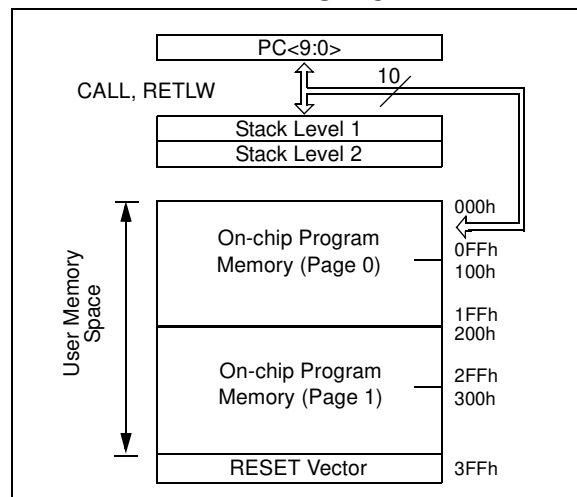 PC<9:0>
10
CALL, RETLW
Stack Level 1
Stack Level 2
000h
On-chip Program
Memory (Page 0)
0FFh
100h
1FFh
200h
User Memory
Space
On-chip Program
Memory (Page 1)
2FFh
300h
RESET Vector
3FFh